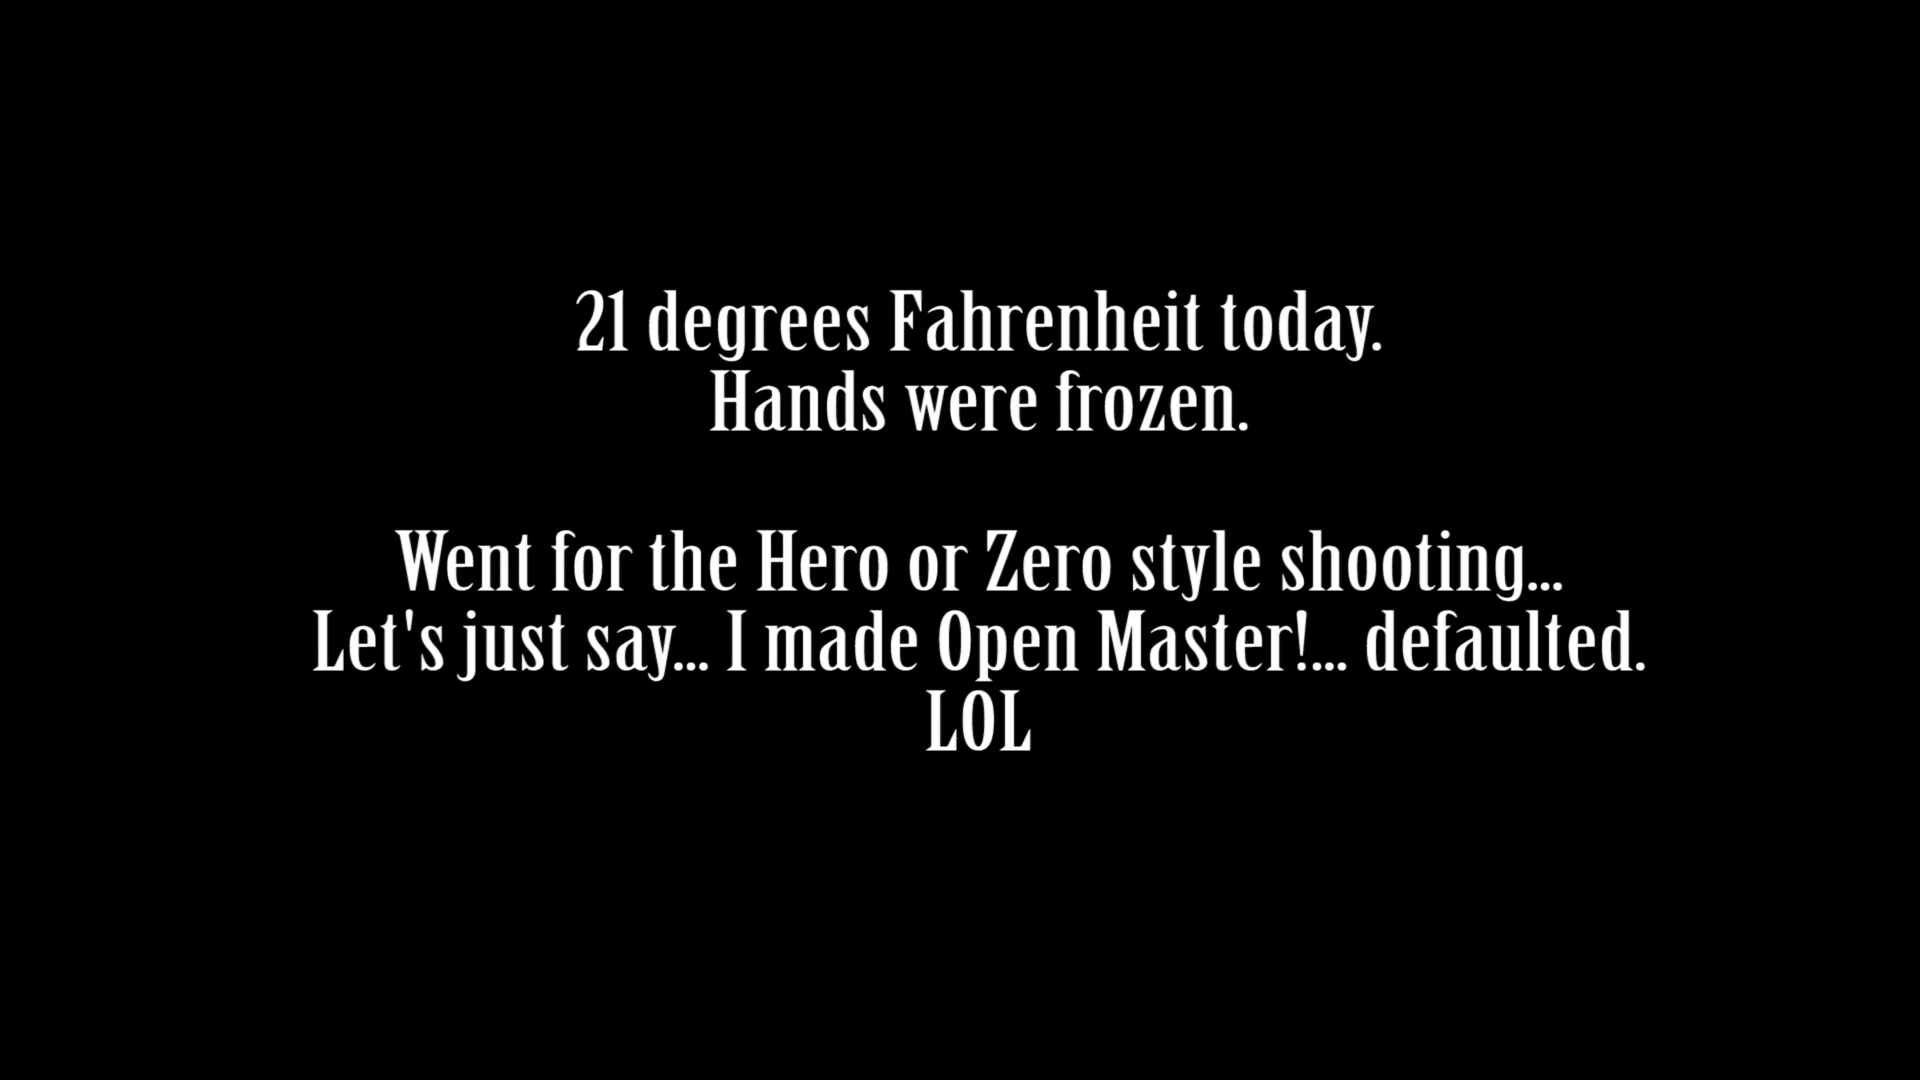 21 degrees Fahrenheit today.
Hands were frozen.
Went for the Hero or Zero style shooting...
Let's just say... I made Open Master!... defaulted.
LOL